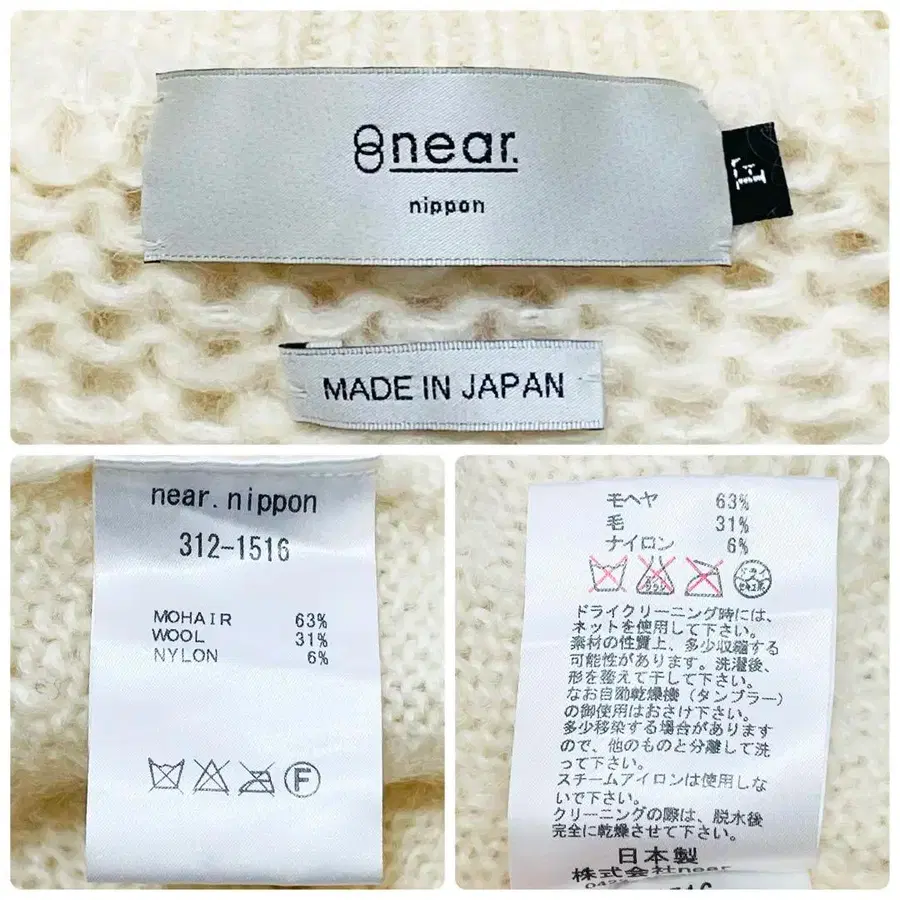 near.
nippon
MADE IN JAPAN
near.nippon
312-1516
MOHAIR 63%
WOOL 31%
NYLON 6%
F
モヘヤ 63%
毛 31%
ナイロン 6%
ドライクリーニング時には、
ネットを使用して下さい。
素材の性質上、多少収縮する
可能性があります。洗濯後、
形を整えて干して下さい。
なお自動乾燥機（タンブラー）
の御使用はおさけ下さい。
多少移染する場合があります
ので、他のものと分離して洗
って下さい。
スチームアイロンは使用しな
いで下さい。
クリーニングの際は、脱水後
完全に乾燥させて下さい。
日本製
株式会社near